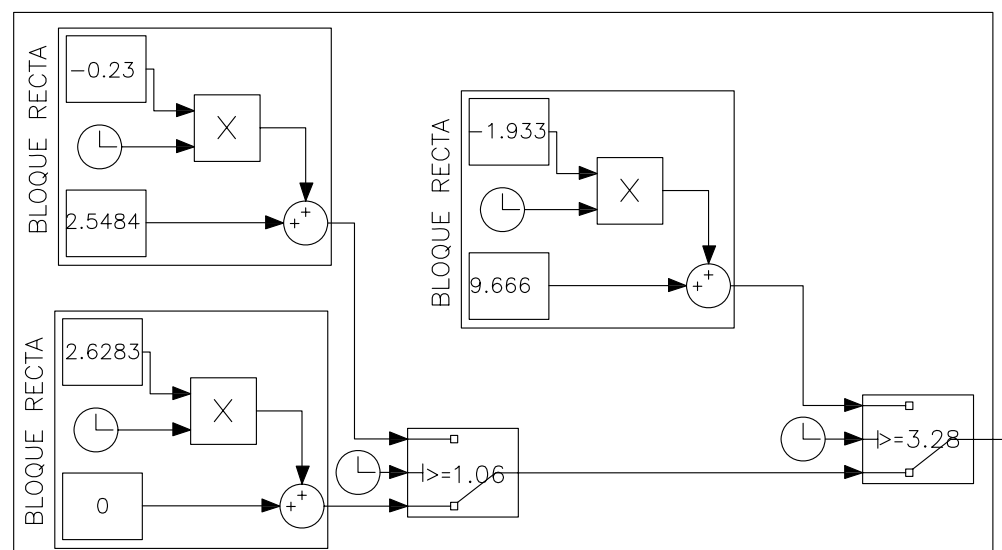 BLOQUE RECTA
-0.23
X
2.5484
+
+
BLOQUE RECTA
-1.933
X
9.666
+
+
BLOQUE RECTA
2.6283
X
0
+
+
>=1.06
>=3.28